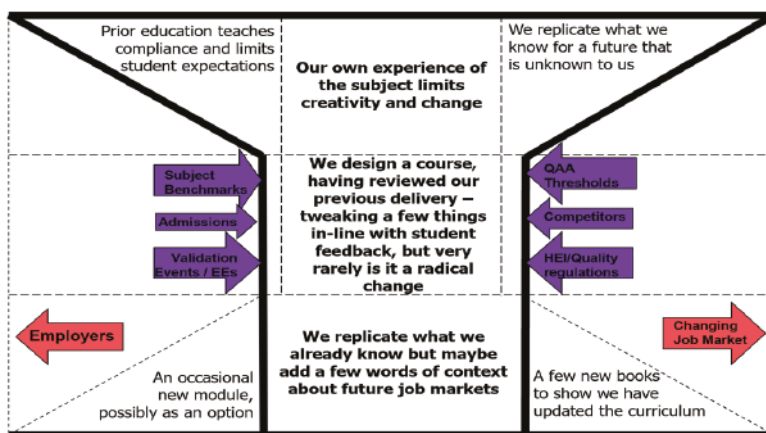 Prior education teaches
compliance and limits
student expectations
Our own experience of
the subject limits
creativity and change
We replicate what we
know for a future that
is unknown to us
Subject
Benchmarks
Admissions
Validation
Events / EEs
We design a course,
having reviewed our
previous delivery –
tweaking a few things
in-line with student
feedback, but very
rarely is it a radical
change
QAA
Thresholds
Competitors
HEI/Quality
regulations
Employers
An occasional
new module,
possibly as an option
We replicate what we
already know but maybe
add a few words of context
about future job markets
Changing
Job Market
A few new books
to show we have
updated the curriculum